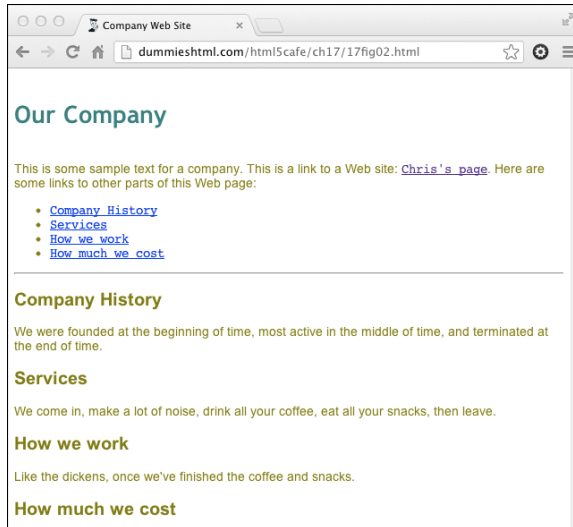 Company Web Site
dummieshtml.com/html5cafe/ch17/17fig02.html
Our Company
This is some sample text for a company. This is a link to a Web site: Chris's page. Here are
some links to other parts of this Web page:
Company History
Services
How we work
How much we cost
Company History
We were founded at the beginning of time, most active in the middle of time, and terminated at
the end of time.
Services
We come in, make a lot of noise, drink all your coffee, eat all your snacks, then leave.
How we work
Like the dickens, once we've finished the coffee and snacks.
How much we cost